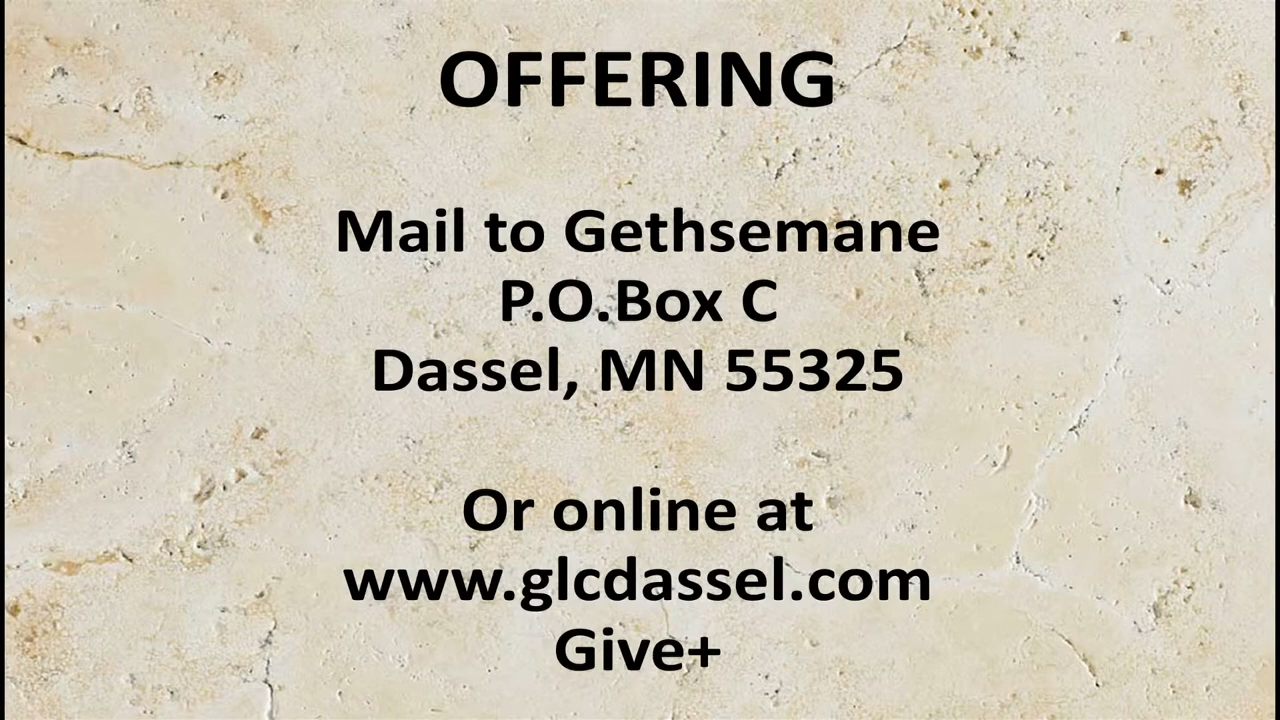 OFFERING
Mail to Gethsemane
P.O.Box C
Dassel, MN 55325
Or online at
www.glcdassel.com
Give+